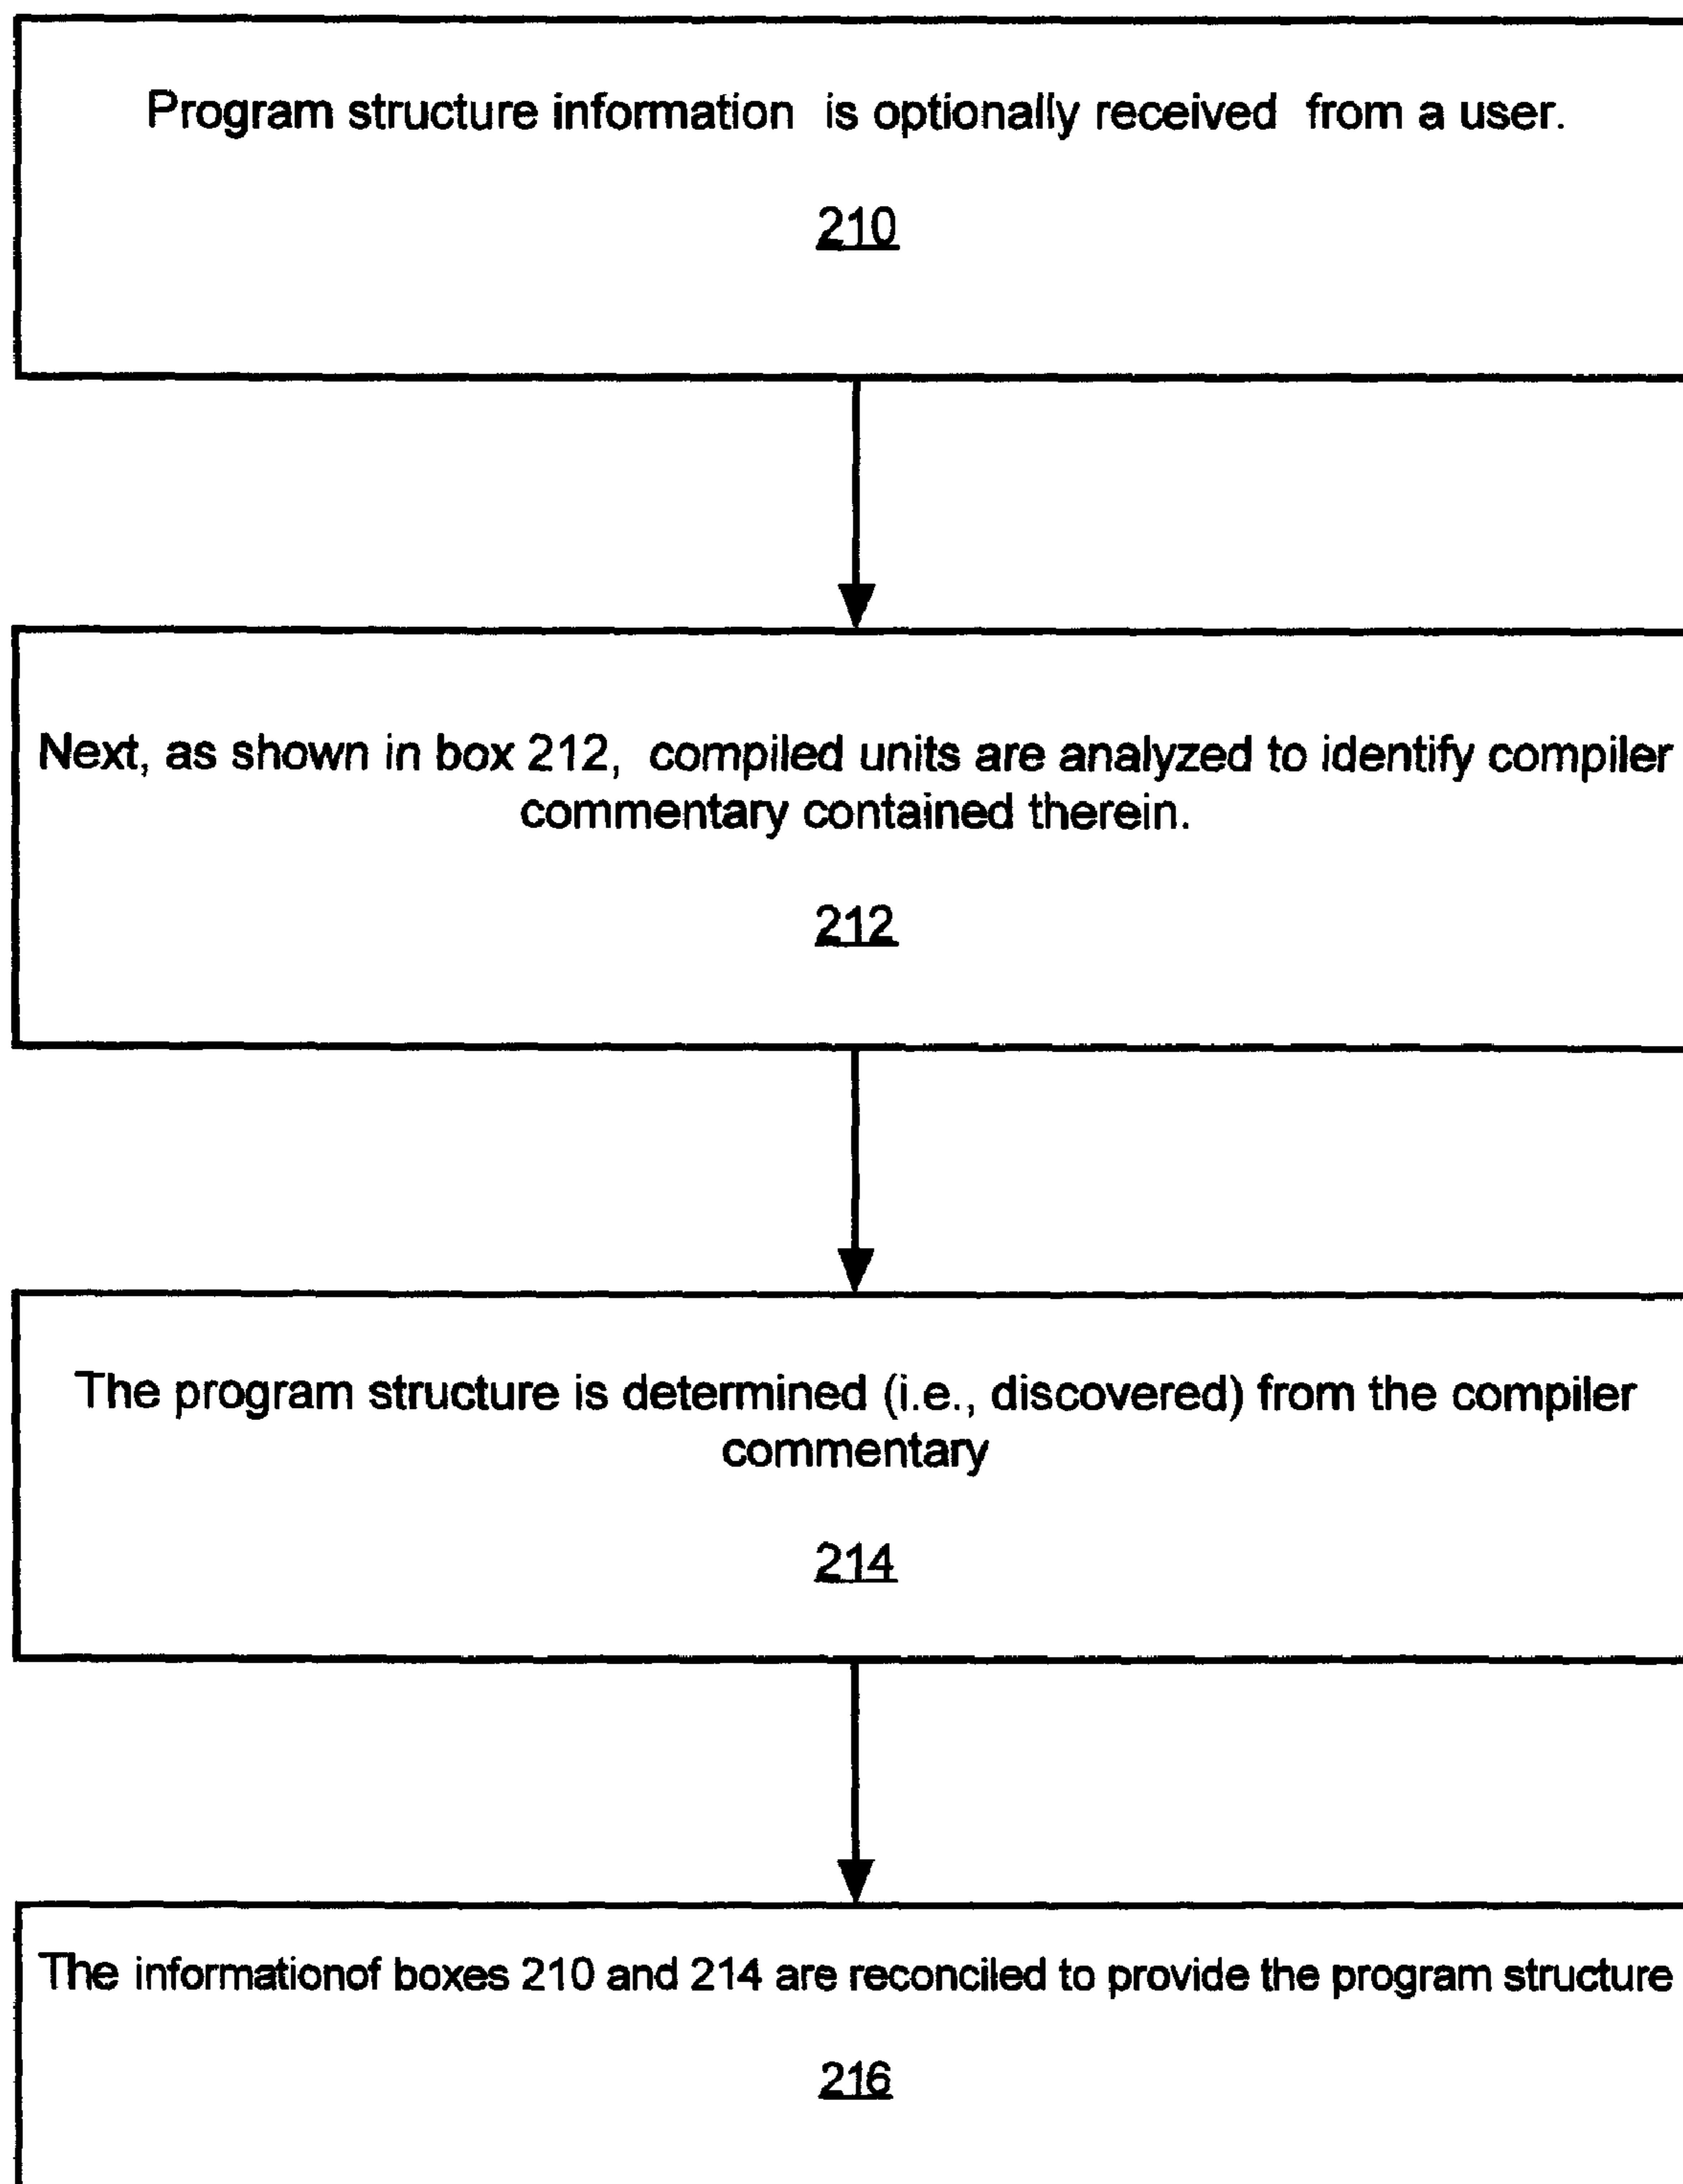 Program structure information is optionally received from a user.
210
Next, as shown in box 212, compiled units are analyzed to identify compiler
commentary contained therein.
212
The program structure is determined (i.e., discovered) from the compiler
commentary
214
The informationof boxes 210 and 214 are reconciled to provide the program structure
216